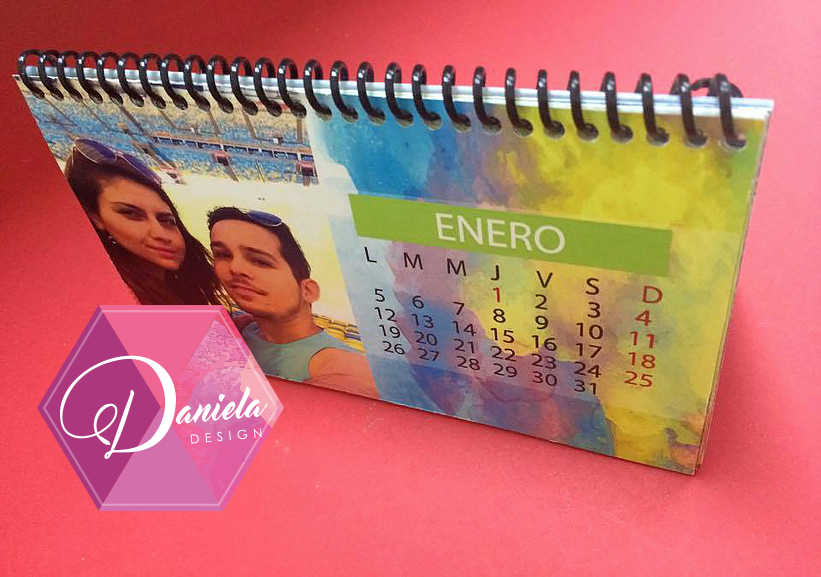 ENERO
L M M J V S D
1 2 3 4
5 6 7 8 9 10 11
12 13 14 15 16 17 18
19 20 21 22 23 24 25
26 27 28 29 30 31
Daniela
DESIGN